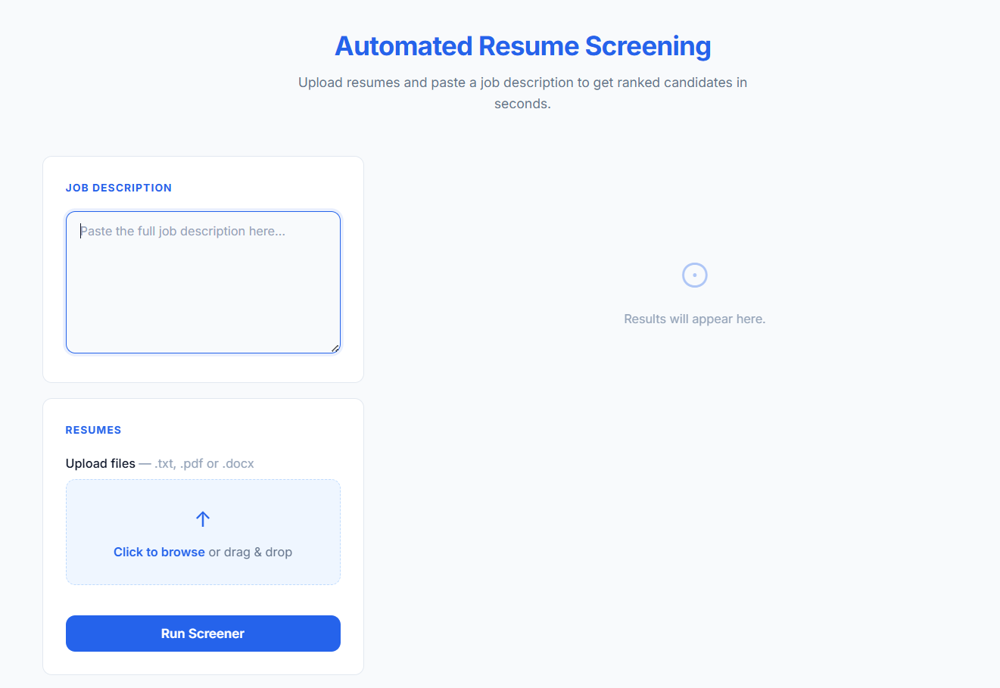 Automated Resume Screening
Upload resumes and paste a job description to get ranked candidates in
seconds.
JOB DESCRIPTION
Paste the full job description here...
Results will appear here.
RESUMES
Upload files — .txt, .pdf or .docx
Click to browse or drag & drop
Run Screener